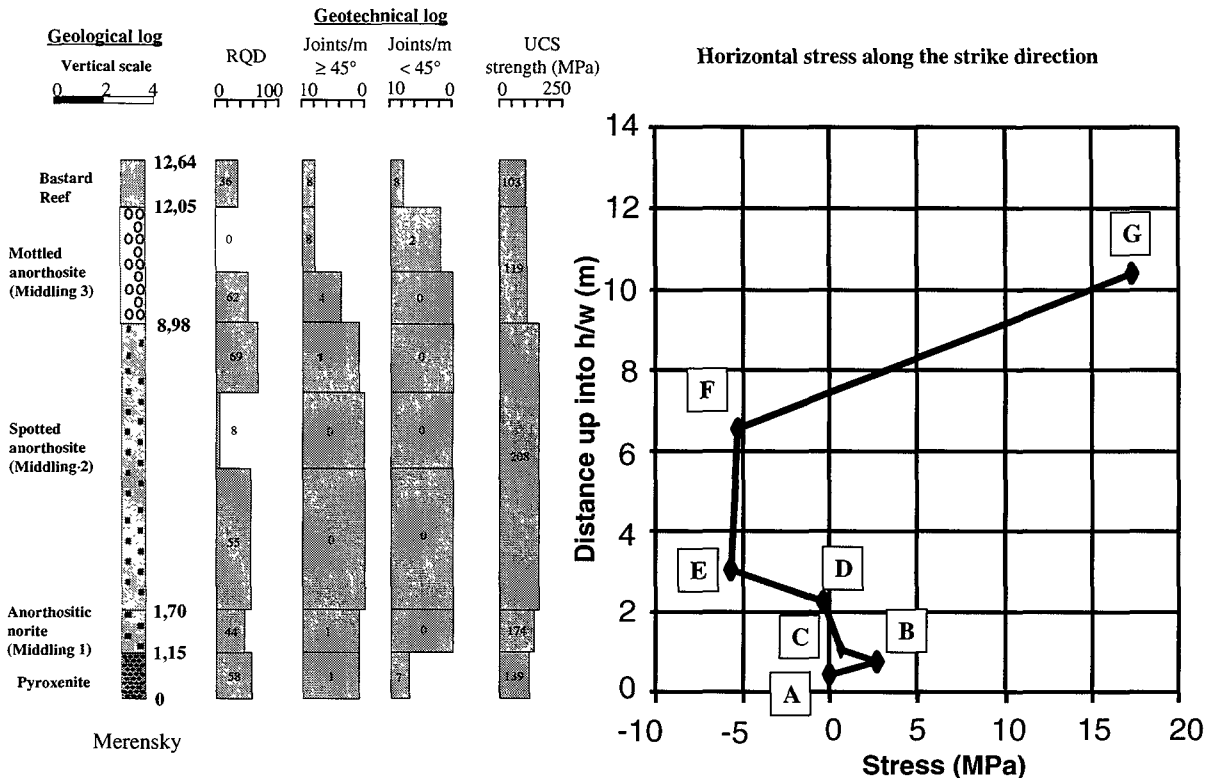 Geotechnical log
Geological log
Vertical scale
0 2 4
RQD
0 100
Joints/m
≥ 45°
10 0
Joints/m
< 45°
10 0
UCS
strength (MPa)
0 250
Bastard
Reef
12,64
36
8
8
103
12,05
Mottled
anorthosite
(Middling 3)
0
8
2
119
62
0
8,98
Spotted
anorthosite
(Middling-2)
69
0
8
0
208
55
0
0
1,70
Anorthositic
norite
(Middling 1)
44
1
0
174
1,15
Pyroxenite
58
1
7
139
0
Merensky
Horizontal stress along the strike direction
Distance up into h/w (m)
14
12
10
8
6
4
2
0
G
F
E
D
C
B
A
-10 -5 0 5 10 15 20
Stress (MPa)